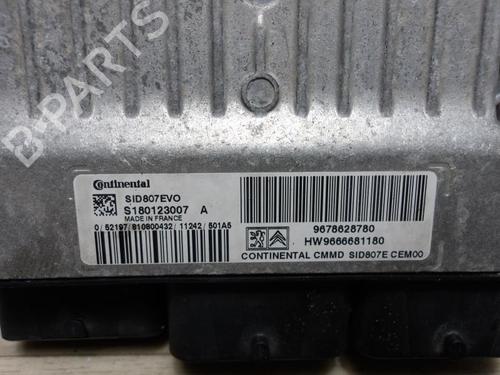 B-PARTS
Continental
SID807EVO
S180123007 A
MADE IN FRANCE
0/52197/810800432/11242/501A5
9678628780
HW9666681180
CONTINENTAL CMMD SID807E CEM00